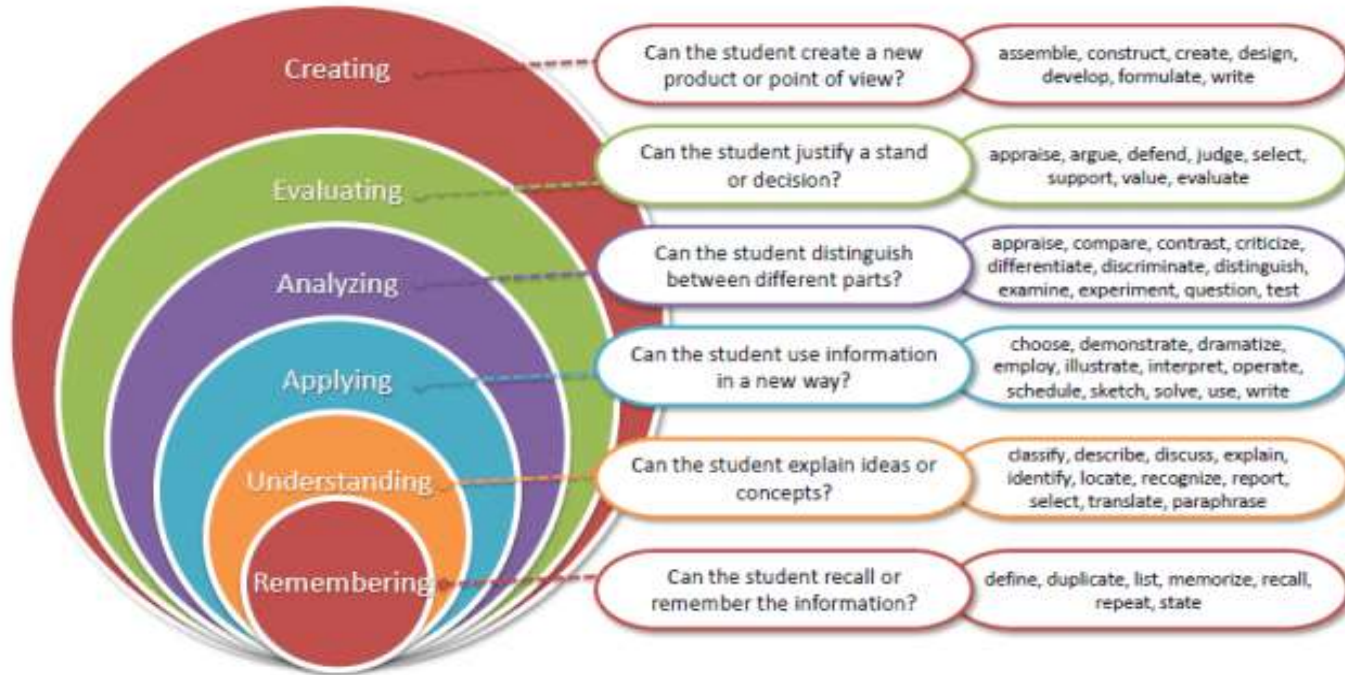 Creating
Can the student create a new
product or point of view?
assemble, construct, create, design,
develop, formulate, write
Evaluating
Can the student justify a stand
or decision?
appraise, argue, defend, judge, select,
support, value, evaluate
Analyzing
Can the student distinguish
between different parts?
appraise, compare, contrast, criticize,
differentiate, discriminate, distinguish,
examine, experiment, question, test
Applying
Can the student use information
in a new way?
choose, demonstrate, dramatize,
employ, illustrate, interpret, operate,
schedule, sketch, solve, use, write
Understanding
Can the student explain ideas or
concepts?
classify, describe, discuss, explain,
identify, locate, recognize, report,
select, translate, paraphrase
Remembering
Can the student recall or
remember the information?
define, duplicate, list, memorize, recall,
repeat, state